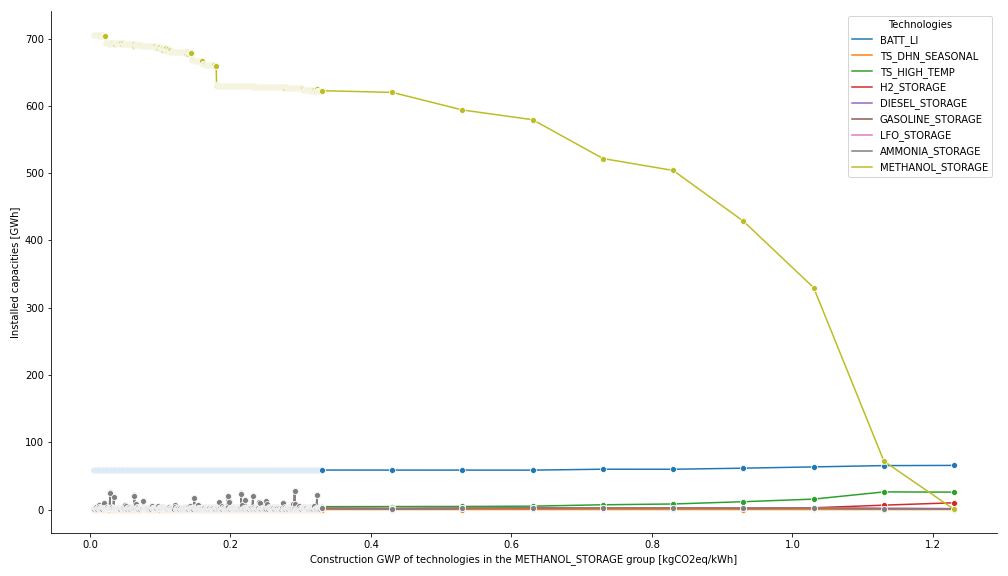 Technologies
BATT_LI
TS_DHN_SEASONAL
TS_HIGH_TEMP
H2_STORAGE
DIESEL_STORAGE
GASOLINE_STORAGE
LFO_STORAGE
AMMONIA_STORAGE
METHANOL_STORAGE
Installed capacities [GWh]
700
600
500
400
300
200
100
0
0.0 0.2 0.4 0.6 0.8 1.0 1.2
Construction GWP of technologies in the METHANOL_STORAGE group [kgCO2eq/kWh]